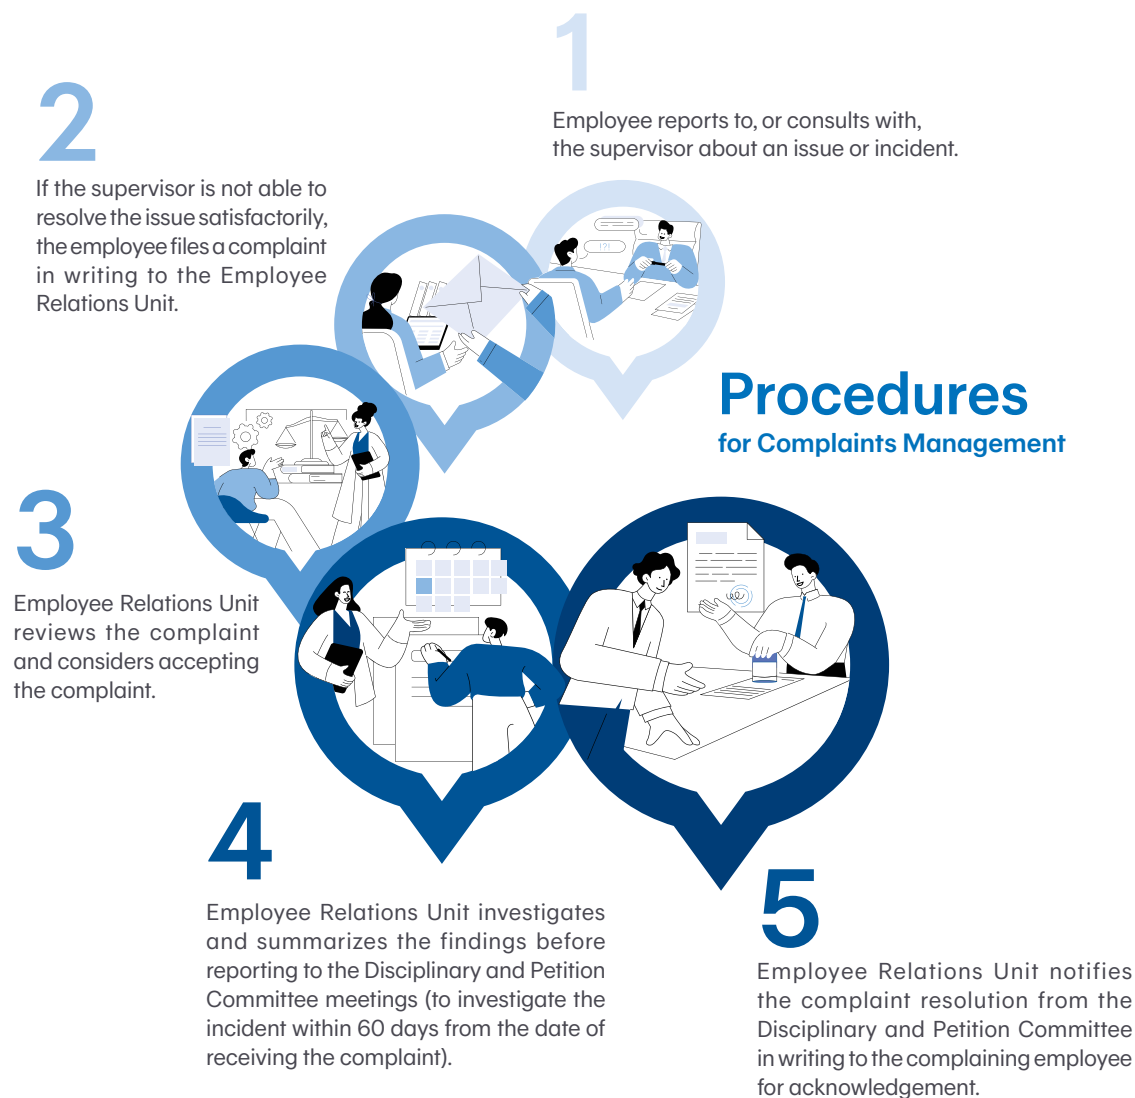 1
Employee reports to, or consults with,
the supervisor about an issue or incident.
2
If the supervisor is not able to
resolve the issue satisfactorily,
the employee files a complaint
in writing to the Employee
Relations Unit.
!?!
Procedures
for Complaints Management
3
Employee Relations Unit
reviews the complaint
and considers accepting
the complaint.
4
Employee Relations Unit investigates
and summarizes the findings before
reporting to the Disciplinary and Petition
Committee meetings (to investigate the
incident within 60 days from the date of
receiving the complaint).
5
Employee Relations Unit notifies
the complaint resolution from the
Disciplinary and Petition Committee
in writing to the complaining employee
for acknowledgement.